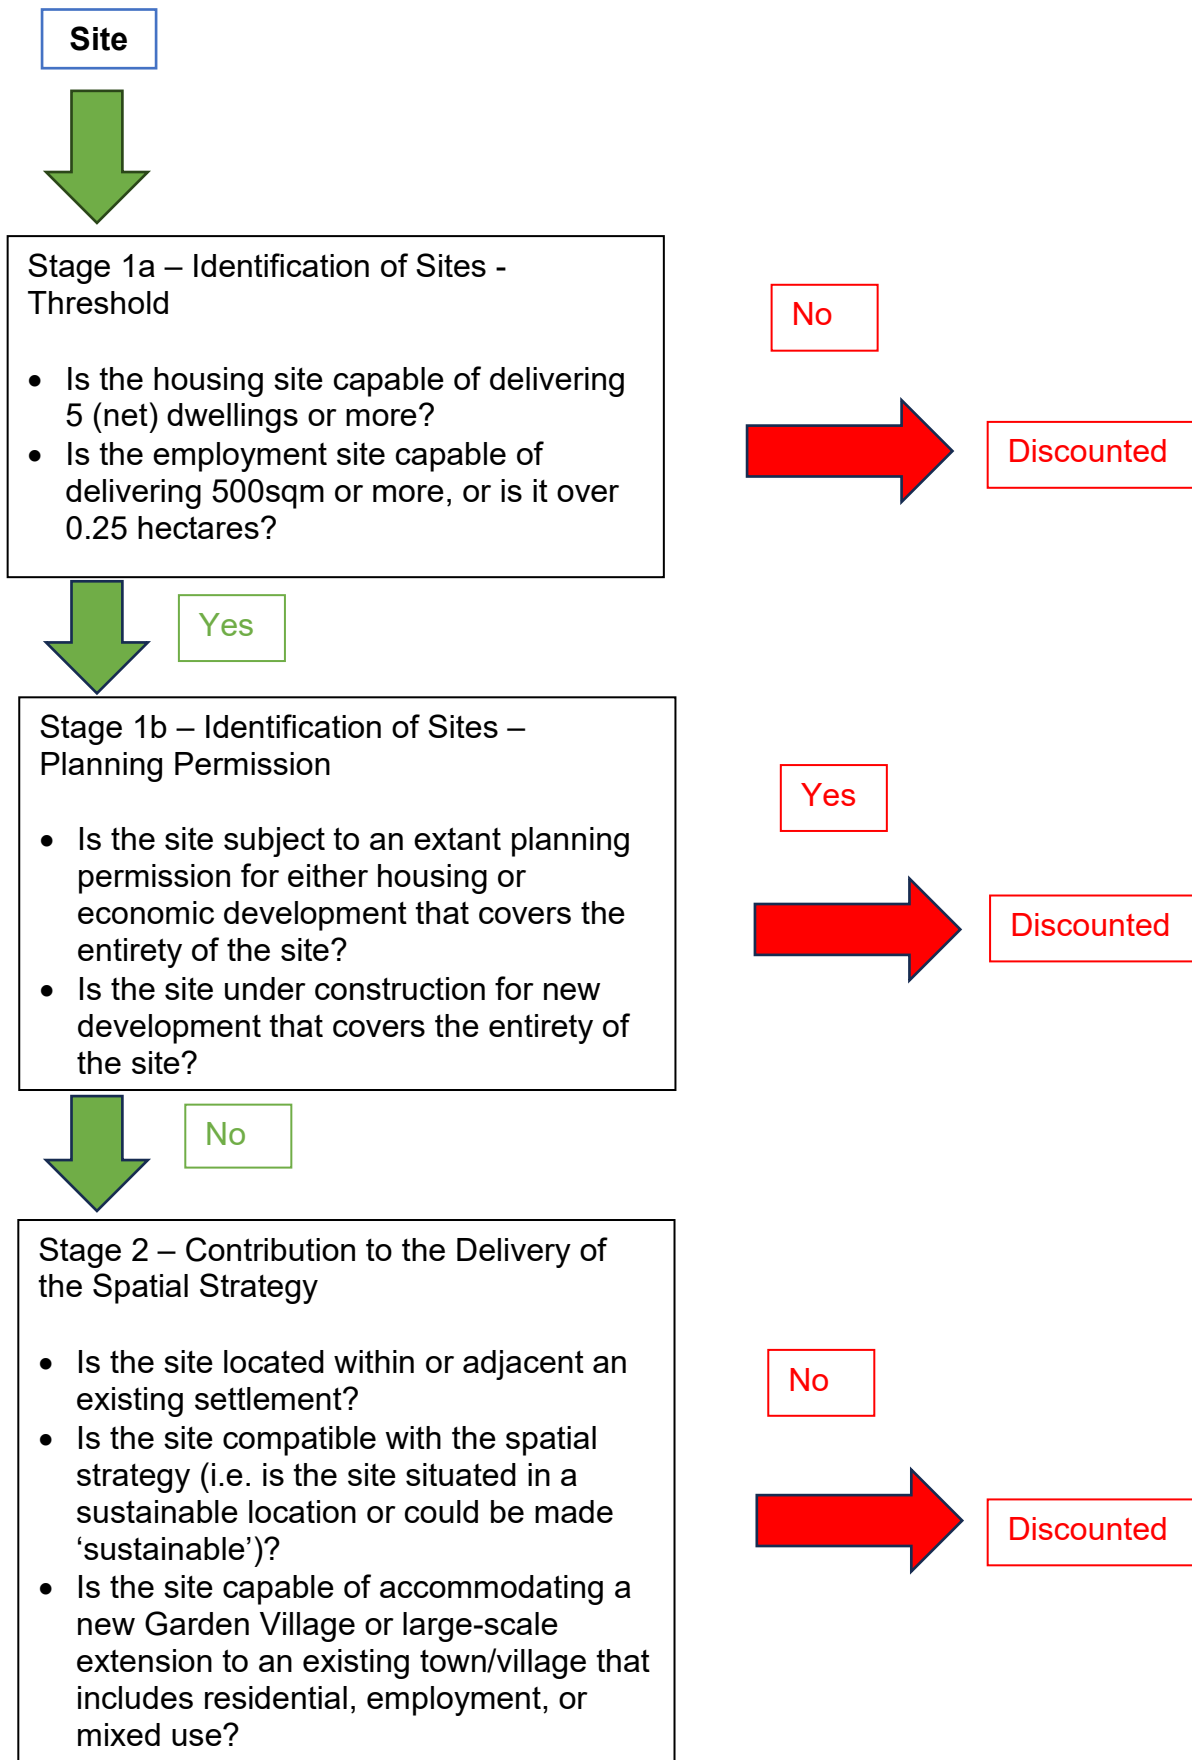 Site
Stage 1a – Identification of Sites -
Threshold
• Is the housing site capable of delivering
5 (net) dwellings or more?
• Is the employment site capable of
delivering 500sqm or more, or is it over
0.25 hectares?
No
Discounted
Yes
Stage 1b – Identification of Sites –
Planning Permission
• Is the site subject to an extant planning
permission for either housing or
economic development that covers the
entirety of the site?
• Is the site under construction for new
development that covers the entirety of
the site?
Yes
Discounted
No
Stage 2 – Contribution to the Delivery of
the Spatial Strategy
• Is the site located within or adjacent an
existing settlement?
• Is the site compatible with the spatial
strategy (i.e. is the site situated in a
sustainable location or could be made
‘sustainable’)?
• Is the site capable of accommodating a
new Garden Village or large-scale
extension to an existing town/village that
includes residential, employment, or
mixed use?
No
Discounted